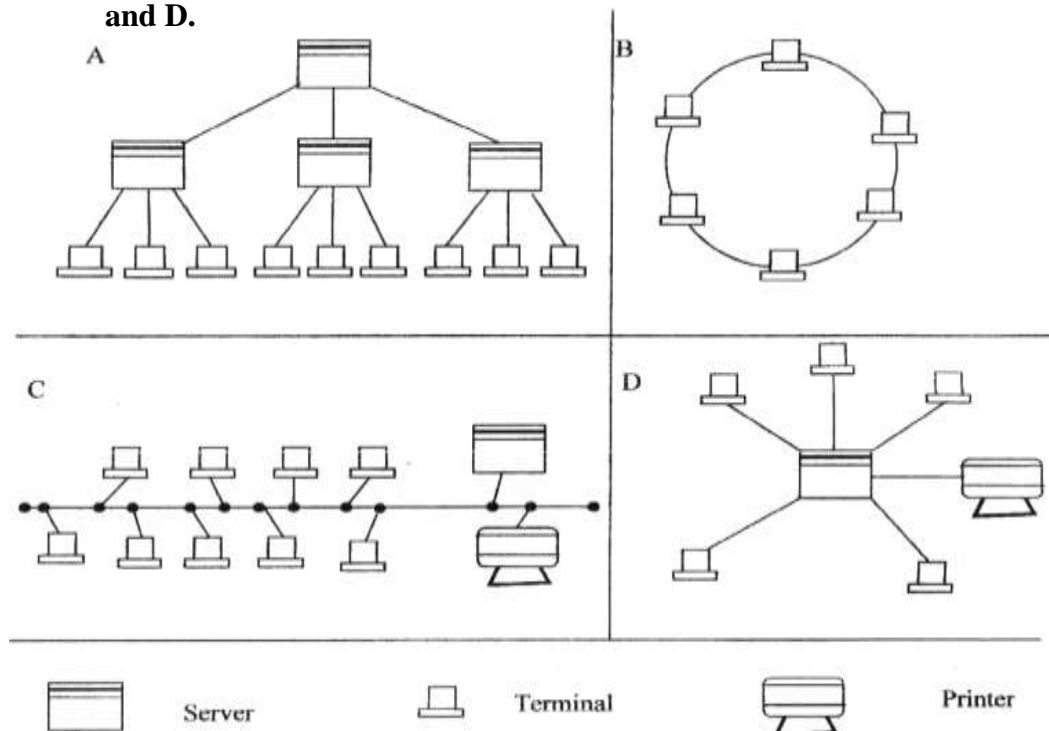 and D.
A
B
C
D
Server
Terminal
Printer